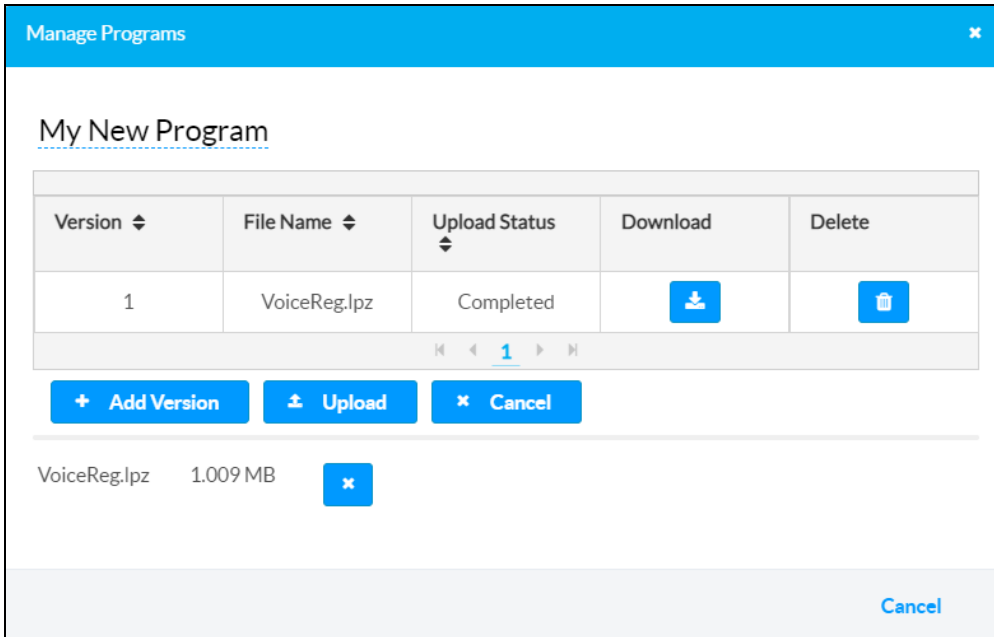 Manage Programs
My New Program
Version File Name Upload Status Download Delete
1 VoiceReg.lpz Completed
1
Add Version Upload Cancel
VoiceReg.lpz 1.009 MB
Cancel